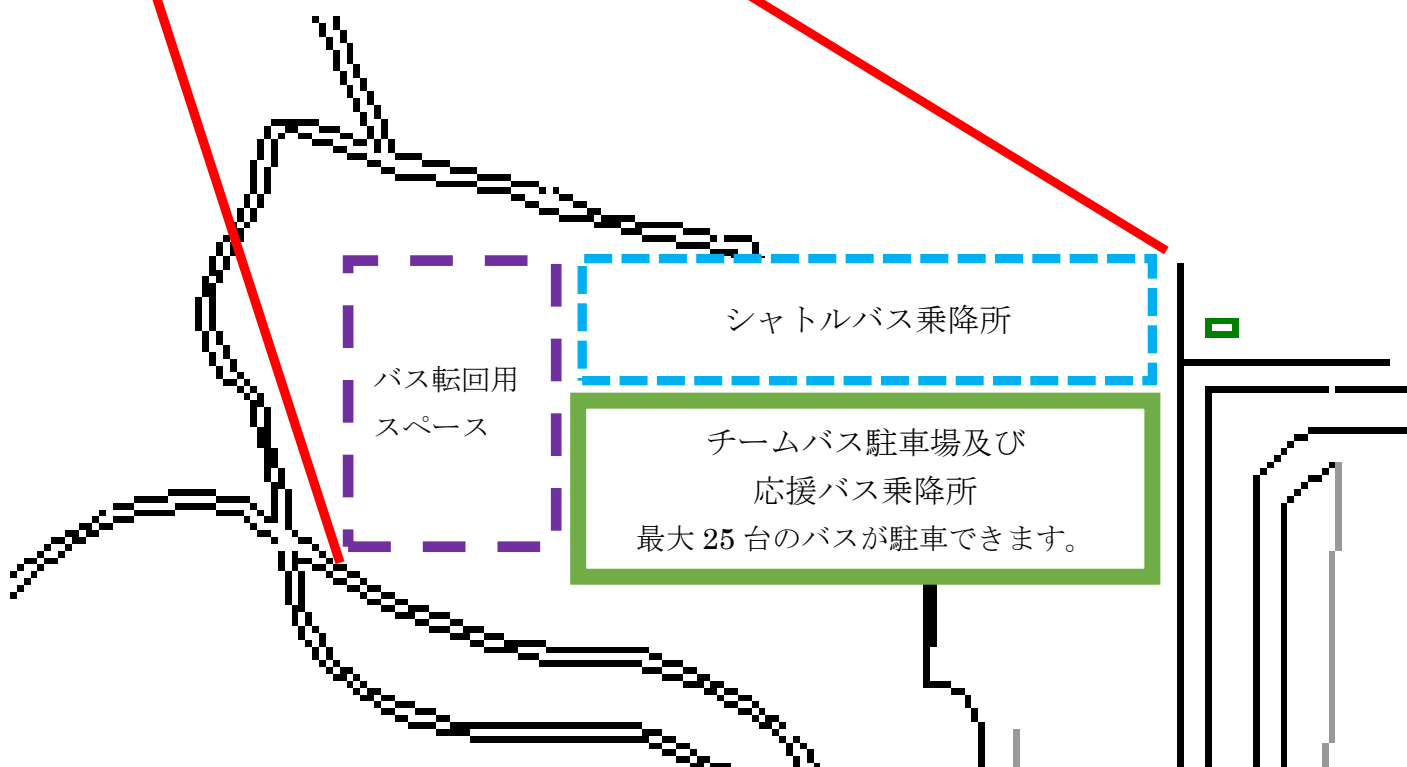 シャトルバス乗降所
バス転回用
スペース
チームバス駐車場及び
応援バス乗降所
最大 25 台のバスが駐車できます。